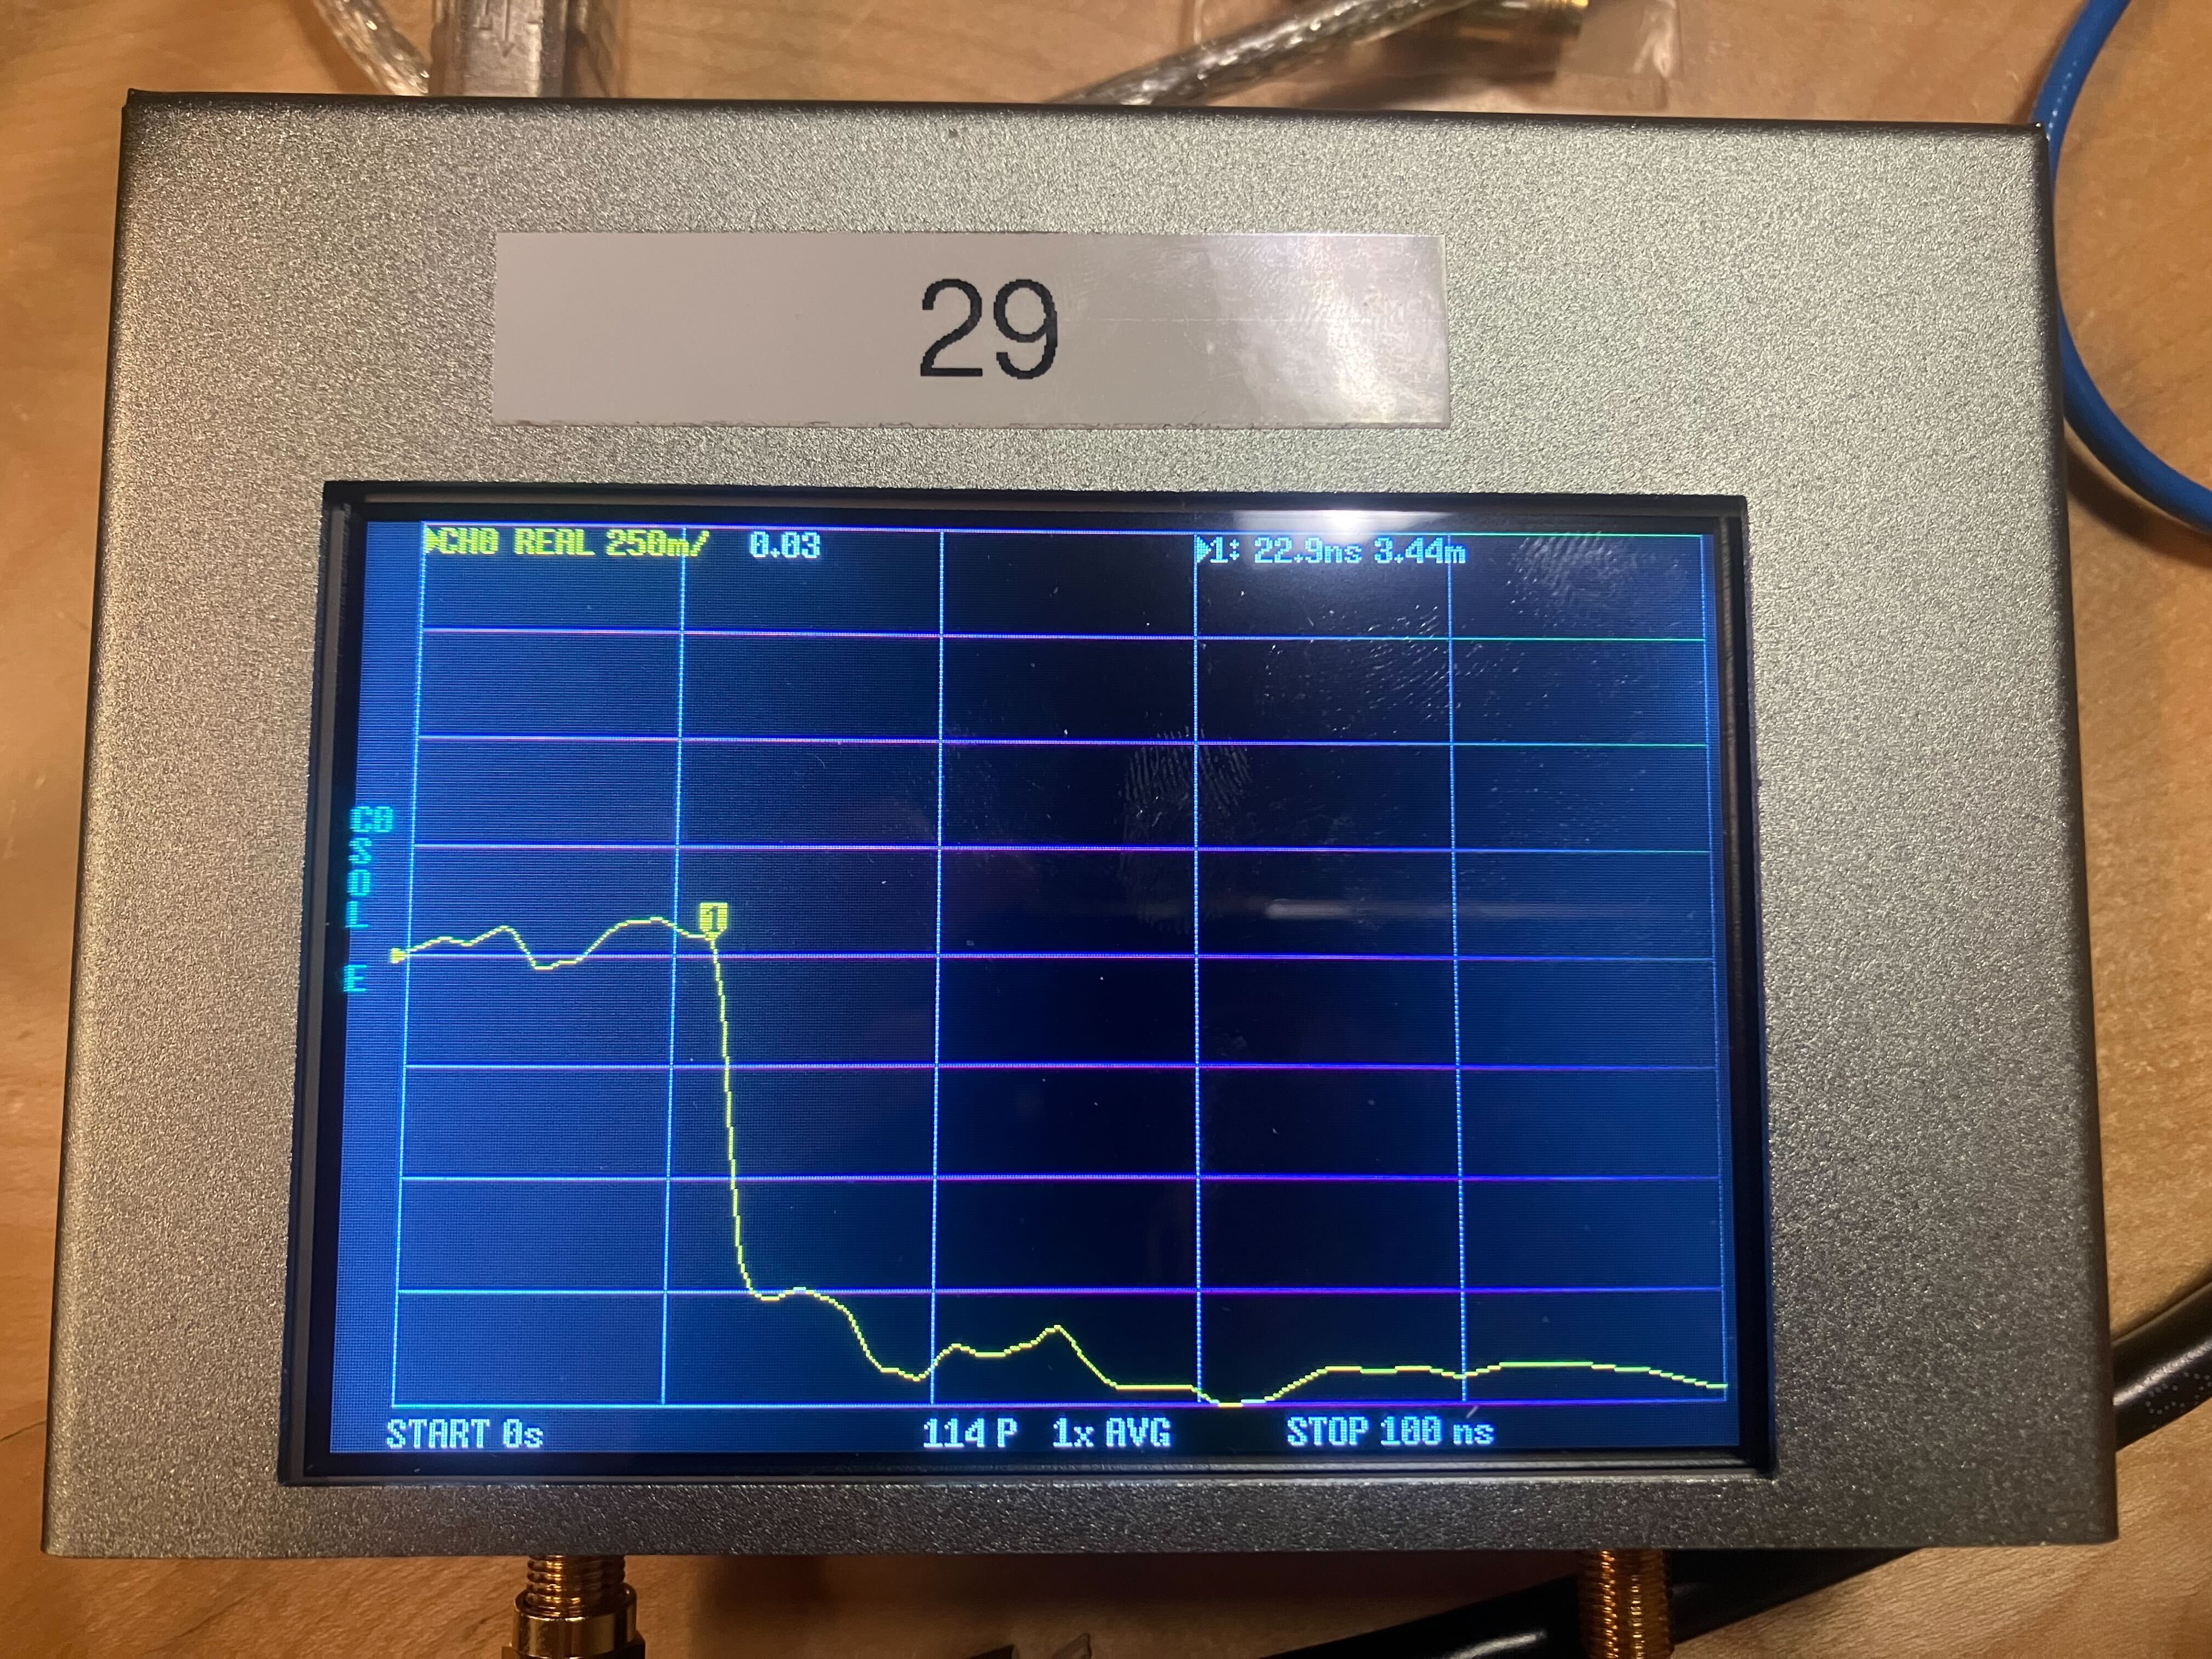 29
CH0 REAL 250m/ 0.03
1: 22.9ns 3.44m
C0
S
O
L
E
1
START 0s 114 P 1x AVG STOP 100 ns